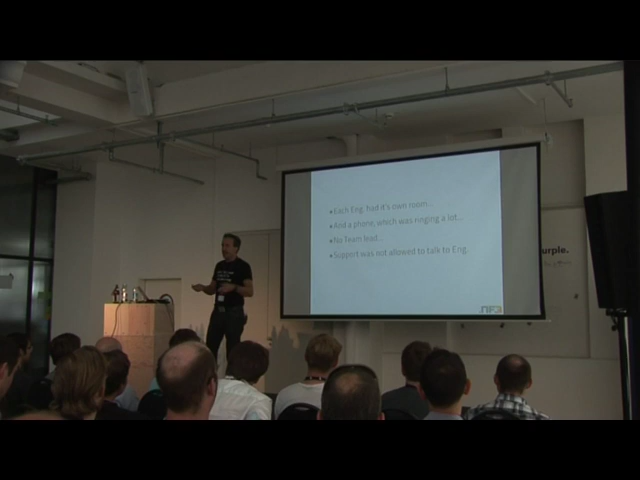 Each Eng. had it's own room...
And a phone, which was ringing a lot...
No Team lead...
Support was not allowed to talk to Eng.
urple.